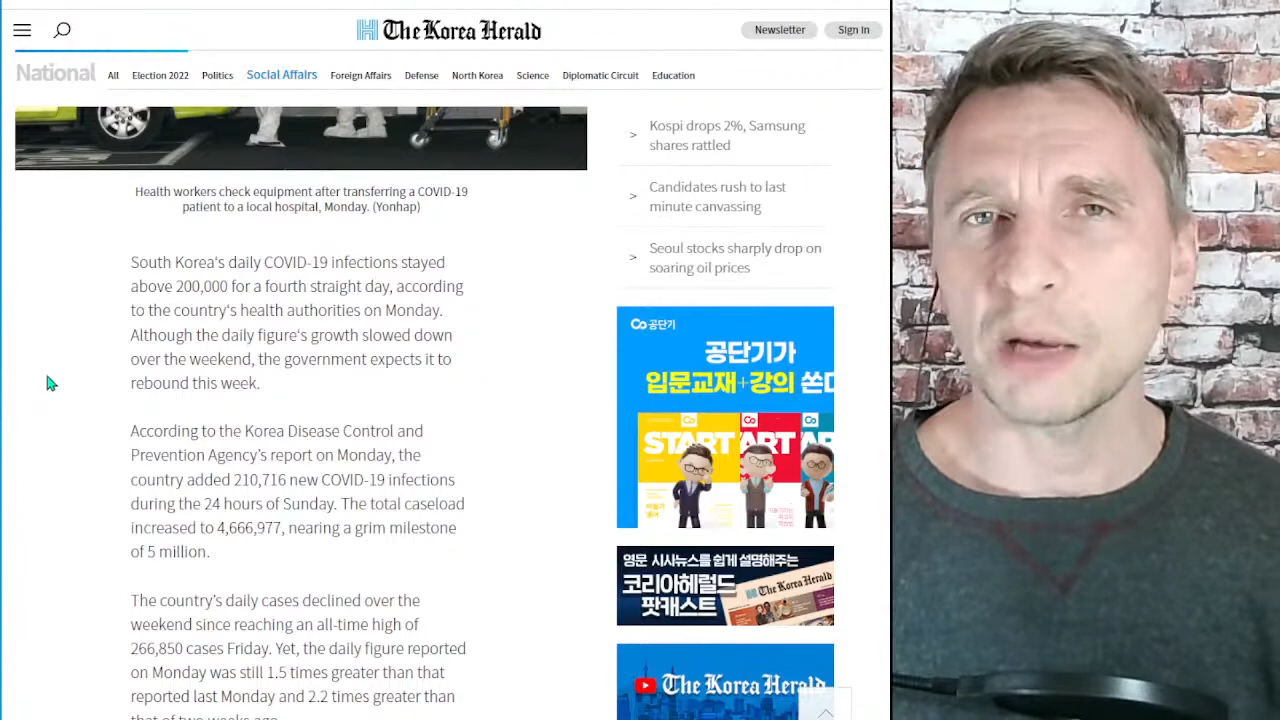 The Korea Herald
Newsletter
Sign in
National
All
Election 2022
Politics
Social Affairs
Foreign Affairs
Defense
North Korea
Science
Diplomatic Circuit
Education
Health workers check equipment after transferring a COVID-19
patient to a local hospital, Monday. (Yonhap)
South Korea's daily COVID-19 infections stayed
above 200,000 for a fourth straight day, according
to the country's health authorities on Monday.
Although the daily figure's growth slowed down
over the weekend, the government expects it to
rebound this week.
According to the Korea Disease Control and
Prevention Agency's report on Monday, the
country added 210,716 new COVID-19 infections
during the 24 hours of Sunday. The total caseload
increased to 4,666,977, nearing a grim milestone
of 5 million.
The country's daily cases declined over the
weekend since reaching an all-time high of
266,850 cases Friday. Yet, the daily figure reported
on Monday was still 1.5 times greater than that
reported last Monday and 2.2 times greater than
that of two weeks ago.
> Kospi drops 2%, Samsung
shares rattled
> Candidates rush to last
minute canvassing
> Seoul stocks sharply drop on
soaring oil prices
공단기
공단기가
입문교재+강의 쏜다
START
ART
AR
영문 시사뉴스를 쉽게 설명해주는
코리아헤럴드
팟캐스트
The Korea Herald
The Korea Herald